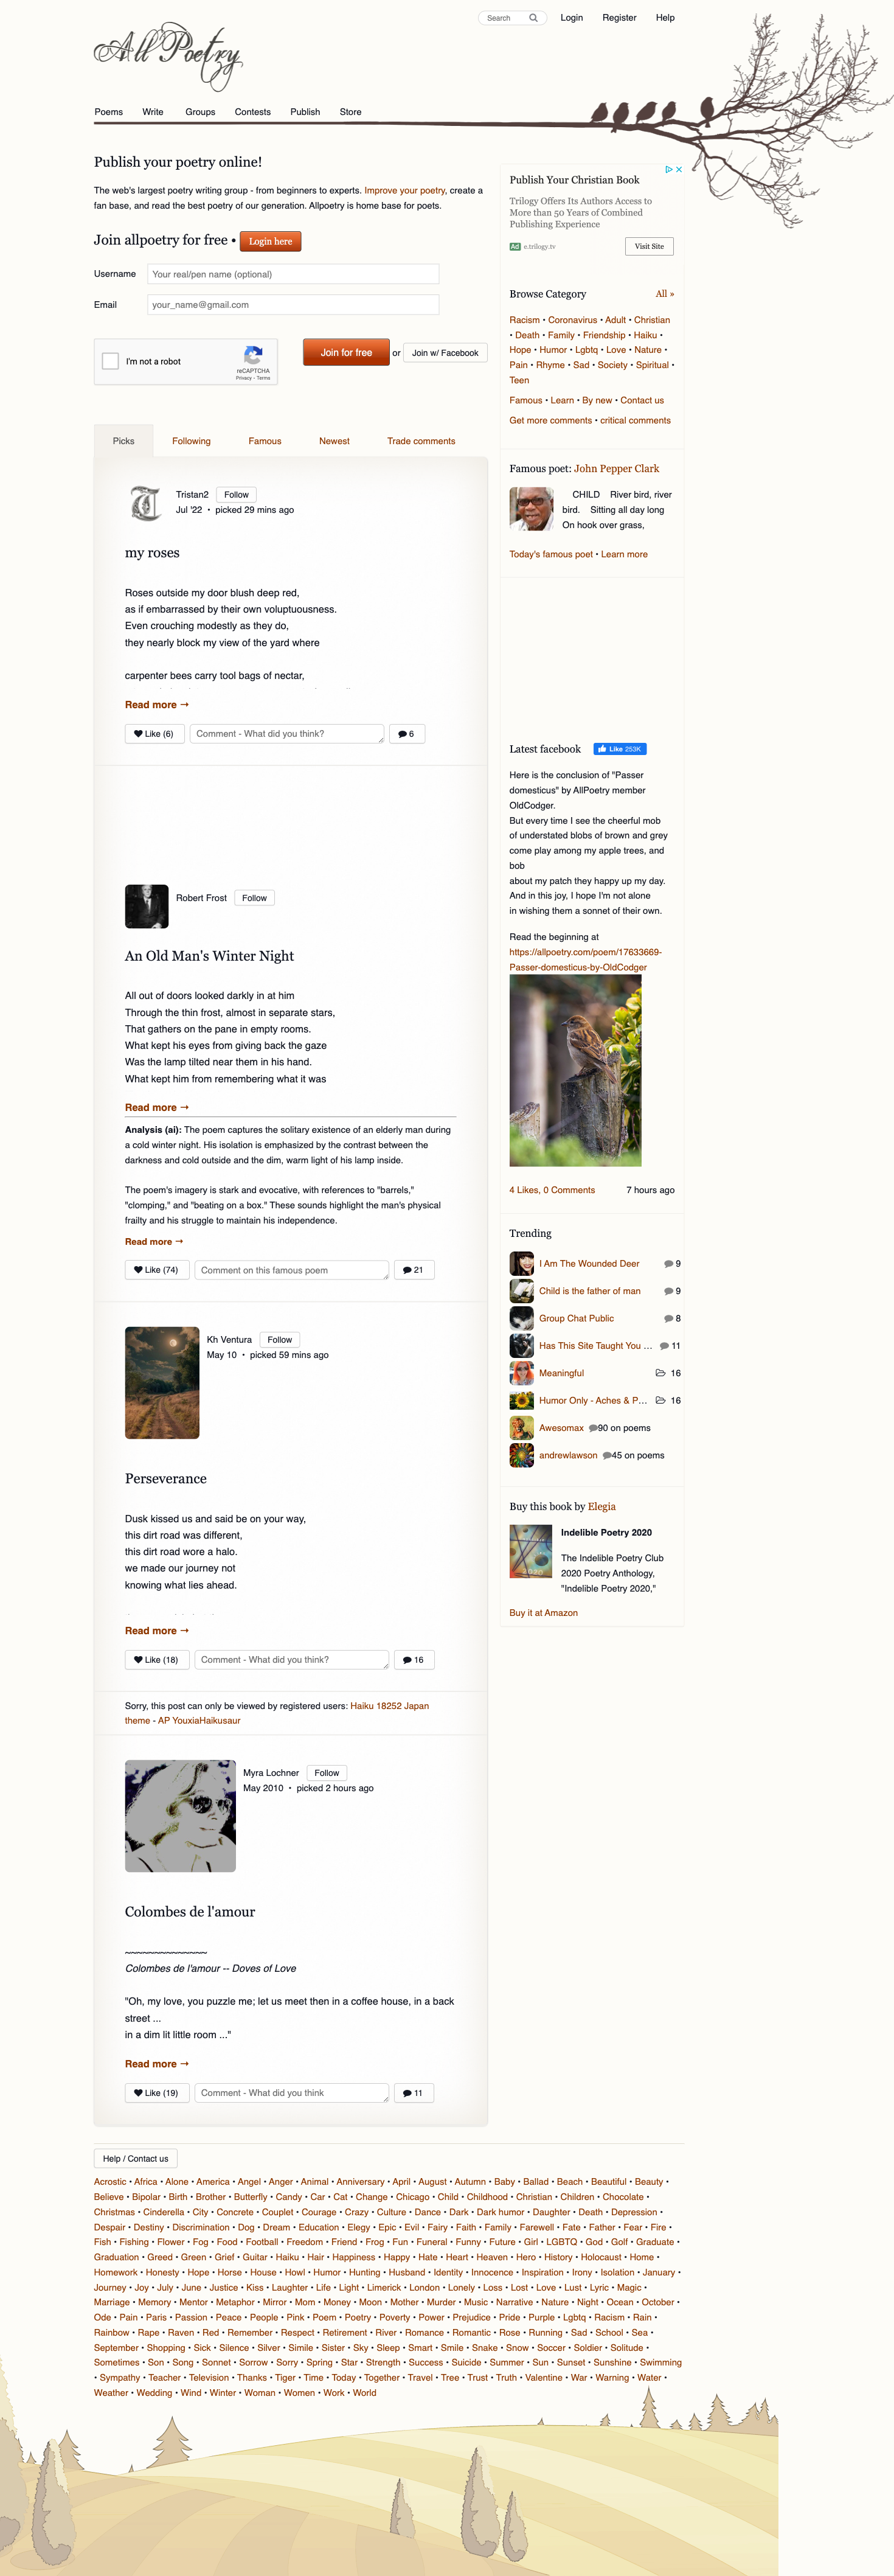 All Poetry
Search
Login
Register
Help
Poems
Write
Groups
Contests
Publish
Store
Publish your poetry online!
The web's largest poetry writing group - from beginners to experts. Improve your poetry, create a
fan base, and read the best poetry of our generation. Allpoetry is home base for poets.
Join allpoetry for free • Login here
Username
Your real/pen name (optional)
Email
your_name@gmail.com
I'm not a robot
reCAPTCHA
Privacy - Terms
Join for free
or
Join w/ Facebook
Picks
Following
Famous
Newest
Trade comments
Tristan2
Follow
Jul '22 • picked 29 mins ago
my roses
Roses outside my door blush deep red,
as if embarrassed by their own voluptuousness.
Even crouching modestly as they do,
they nearly block my view of the yard where
carpenter bees carry tool bags of nectar,
Read more →
Like (6)
Comment - What did you think?
6
Robert Frost
Follow
An Old Man's Winter Night
All out of doors looked darkly in at him
Through the thin frost, almost in separate stars,
That gathers on the pane in empty rooms.
What kept his eyes from giving back the gaze
Was the lamp tilted near them in his hand.
What kept him from remembering what it was
Read more →
Analysis (ai): The poem captures the solitary existence of an elderly man during
a cold winter night. His isolation is emphasized by the contrast between the
darkness and cold outside and the dim, warm light of his lamp inside.
The poem's imagery is stark and evocative, with references to "barrels,"
"clomping," and "beating on a box." These sounds highlight the man's physical
frailty and his struggle to maintain his independence.
Read more →
Like (74)
Comment on this famous poem
21
Kh Ventura
Follow
May 10 • picked 59 mins ago
Perseverance
Dusk kissed us and said be on your way,
this dirt road was different,
this dirt road wore a halo.
we made our journey not
knowing what lies ahead.
Read more →
Like (18)
Comment - What did you think?
16
Sorry, this post can only be viewed by registered users: Haiku 18252 Japan
theme - AP YouxiaHaikusaur
Myra Lochner
Follow
May 2010 • picked 2 hours ago
Colombes de l'amour
~~~~~~~~~~~~~~
Colombes de l'amour -- Doves of Love
"Oh, my love, you puzzle me; let us meet then in a coffee house, in a back
street ...
in a dim lit little room ..."
Read more →
Like (19)
Comment - What did you think
11
Publish Your Christian Book
Trilogy Offers Its Authors Access to
More than 50 Years of Combined
Publishing Experience
Ad e.trilogy.tv
Visit Site
Browse Category
All »
Racism • Coronavirus • Adult • Christian
• Death • Family • Friendship • Haiku •
Hope • Humor • Lgbtq • Love • Nature •
Pain • Rhyme • Sad • Society • Spiritual •
Teen
Famous • Learn • By new • Contact us
Get more comments • critical comments
Famous poet: John Pepper Clark
CHILD River bird, river
bird. Sitting all day long
On hook over grass,
Today's famous poet • Learn more
Latest facebook
Like 253K
Here is the conclusion of "Passer
domesticus" by AllPoetry member
OldCodger.
But every time I see the cheerful mob
of understated blobs of brown and grey
come play among my apple trees, and
bob
about my patch they happy up my day.
And in this joy, I hope I'm not alone
in wishing them a sonnet of their own.
Read the beginning at
https://allpoetry.com/poem/17633669-
Passer-domesticus-by-OldCodger
4 Likes, 0 Comments
7 hours ago
Trending
I Am The Wounded Deer 9
Child is the father of man 9
Group Chat Public 8
Has This Site Taught You ... 11
Meaningful 16
Humor Only - Aches & P... 16
Awesomax 90 on poems
andrewlawson 45 on poems
Buy this book by Elegia
2020
Indelible Poetry 2020
The Indelible Poetry Club
2020 Poetry Anthology,
"Indelible Poetry 2020,"
Buy it at Amazon
Help / Contact us
Acrostic • Africa • Alone • America • Angel • Anger • Animal • Anniversary • April • August • Autumn • Baby • Ballad • Beach • Beautiful • Beauty •
Believe • Bipolar • Birth • Brother • Butterfly • Candy • Car • Cat • Change • Chicago • Child • Childhood • Christian • Children • Chocolate •
Christmas • Cinderella • City • Concrete • Couplet • Courage • Crazy • Culture • Dance • Dark • Dark humor • Daughter • Death • Depression •
Despair • Destiny • Discrimination • Dog • Dream • Education • Elegy • Epic • Evil • Fairy • Faith • Family • Farewell • Fate • Father • Fear • Fire •
Fish • Fishing • Flower • Fog • Food • Football • Freedom • Friend • Frog • Fun • Funeral • Funny • Future • Girl • LGBTQ • God • Golf • Graduate •
Graduation • Greed • Green • Grief • Guitar • Haiku • Hair • Happiness • Happy • Hate • Heart • Heaven • Hero • History • Holocaust • Home •
Homework • Honesty • Hope • Horse • House • Howl • Humor • Hunting • Husband • Identity • Innocence • Inspiration • Irony • Isolation • January •
Journey • Joy • July • June • Justice • Kiss • Laughter • Life • Light • Limerick • London • Lonely • Loss • Lost • Love • Lust • Lyric • Magic •
Marriage • Memory • Mentor • Metaphor • Mirror • Mom • Money • Moon • Mother • Murder • Music • Narrative • Nature • Night • Ocean • October •
Ode • Pain • Paris • Passion • Peace • People • Pink • Poem • Poetry • Poverty • Power • Prejudice • Pride • Purple • Lgbtq • Racism • Rain •
Rainbow • Rape • Raven • Red • Remember • Respect • Retirement • River • Romance • Romantic • Rose • Running • Sad • School • Sea •
September • Shopping • Sick • Silence • Silver • Simile • Sister • Sky • Sleep • Smart • Smile • Snake • Snow • Soccer • Soldier • Solitude •
Sometimes • Son • Song • Sonnet • Sorrow • Sorry • Spring • Star • Strength • Success • Suicide • Summer • Sun • Sunset • Sunshine • Swimming
• Sympathy • Teacher • Television • Thanks • Tiger • Time • Today • Together • Travel • Tree • Trust • Truth • Valentine • War • Warning • Water •
Weather • Wedding • Wind • Winter • Woman • Women • Work • World